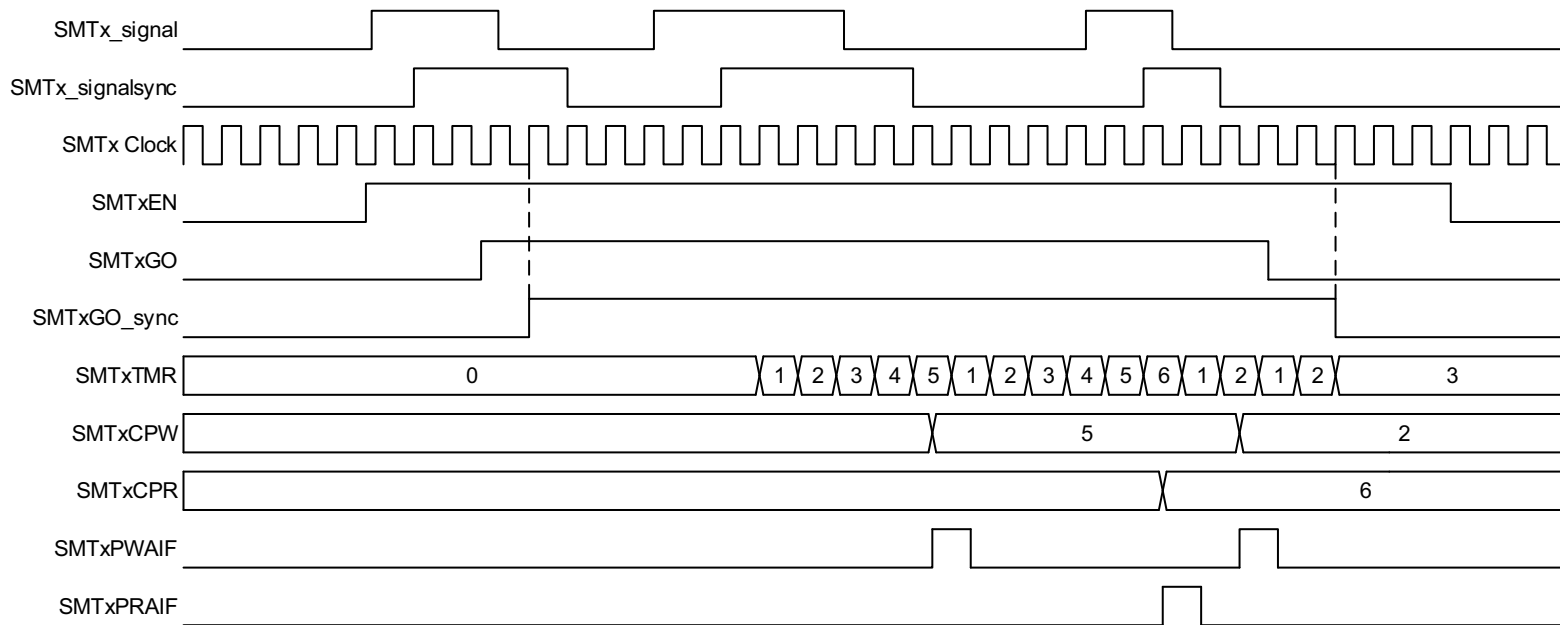 SMTx_signal
SMTx_signalsync
SMTx Clock
SMTxEN
SMTxGO
SMTxGO_sync
SMTxTMR 0 1 2 3 4 5 1 2 3 4 5 6 1 2 1 2 3
SMTxCPW 5 2
SMTxCPR 6
SMTxPWAIF
SMTxPRAIF